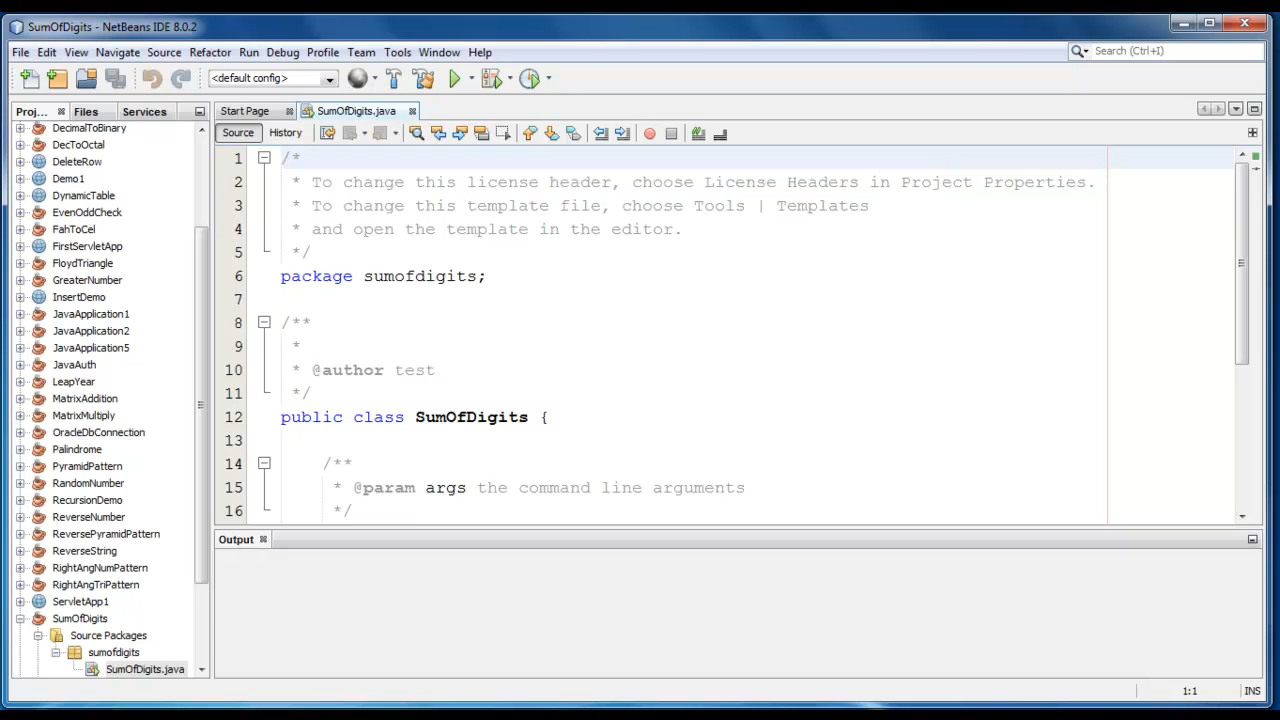 SumOfDigits - NetBeans IDE 8.0.2
File Edit View Navigate Source Refactor Run Debug Profile Team Tools Window Help
Search (Ctrl+I)
<default config>
Proj... Files Services
Start Page SumOfDigits.java
Source History
DecimalToBinary
DecToOctal
DeleteRow
Demo1
DynamicTable
EvenOddCheck
FahToCel
FirstServletApp
FloydTriangle
GreaterNumber
InsertDemo
JavaApplication1
JavaApplication2
JavaApplication5
JavaAuth
LeapYear
MatrixAddition
MatrixMultiply
OracleDbConnection
Palindrome
PyramidPattern
RandomNumber
RecursionDemo
ReverseNumber
ReversePyramidPattern
ReverseString
RightAngNumPattern
RightAngTriPattern
ServletApp1
SumOfDigits
Source Packages
sumofdigits
SumOfDigits.java
1 /*
2 * To change this license header, choose License Headers in Project Properties.
3 * To change this template file, choose Tools | Templates
4 * and open the template in the editor.
5 */
6 package sumofdigits;
7
8 /**
9 *
10 * @author test
11 */
12 public class SumOfDigits {
13
14 /**
15 * @param args the command line arguments
16 */
Output
1:1 INS